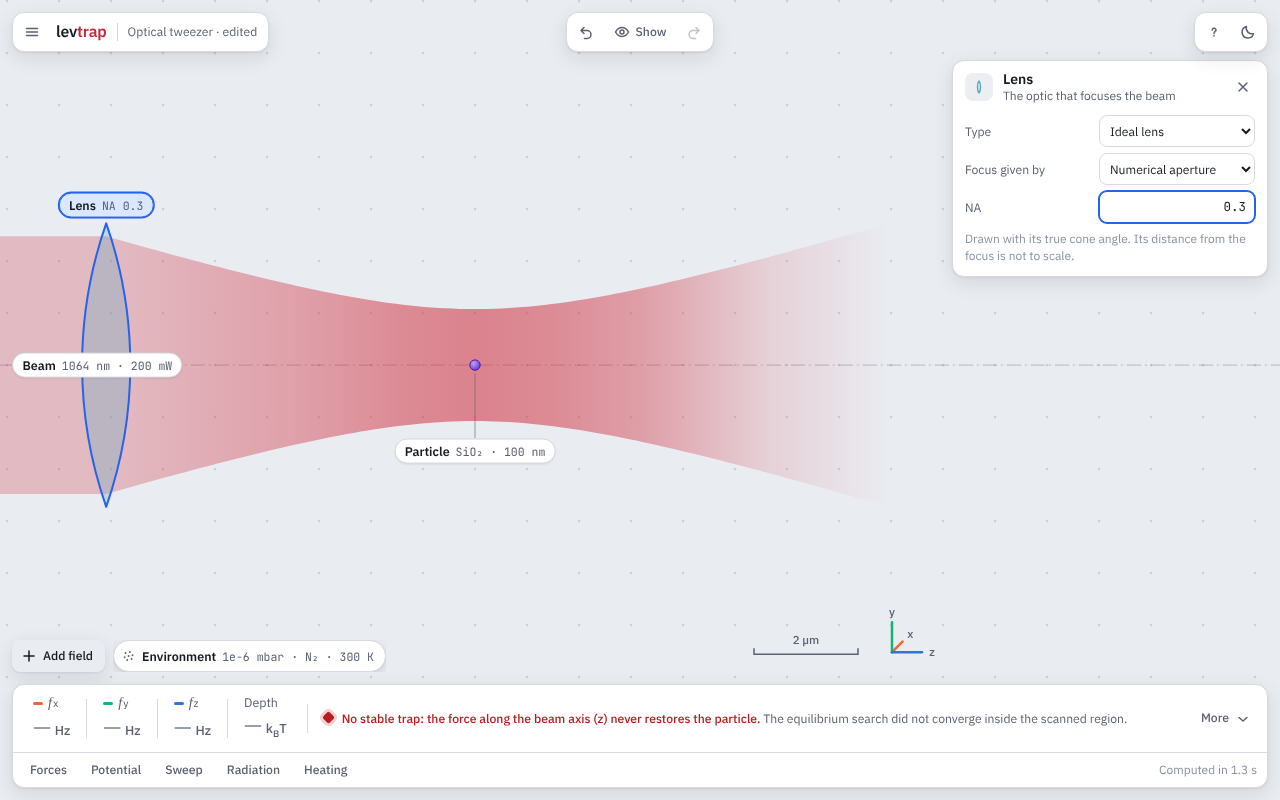 levtrap
Optical tweezer · edited
Show
?
Lens
The optic that focuses the beam
Type
Ideal lens
Focus given by
Numerical aperture
NA
0.3
Drawn with its true cone angle. Its distance from the
focus is not to scale.
Lens NA 0.3
Beam 1064 nm · 200 mW
Particle SiO₂ · 100 nm
2 μm
y
x
z
Add field
Environment 1e-6 mbar · N₂ · 300 K
fx
— Hz
fy
— Hz
fz
— Hz
Depth
— kBT
No stable trap: the force along the beam axis (z) never restores the particle. The equilibrium search did not converge inside the scanned region.
More
Forces
Potential
Sweep
Radiation
Heating
Computed in 1.3 s